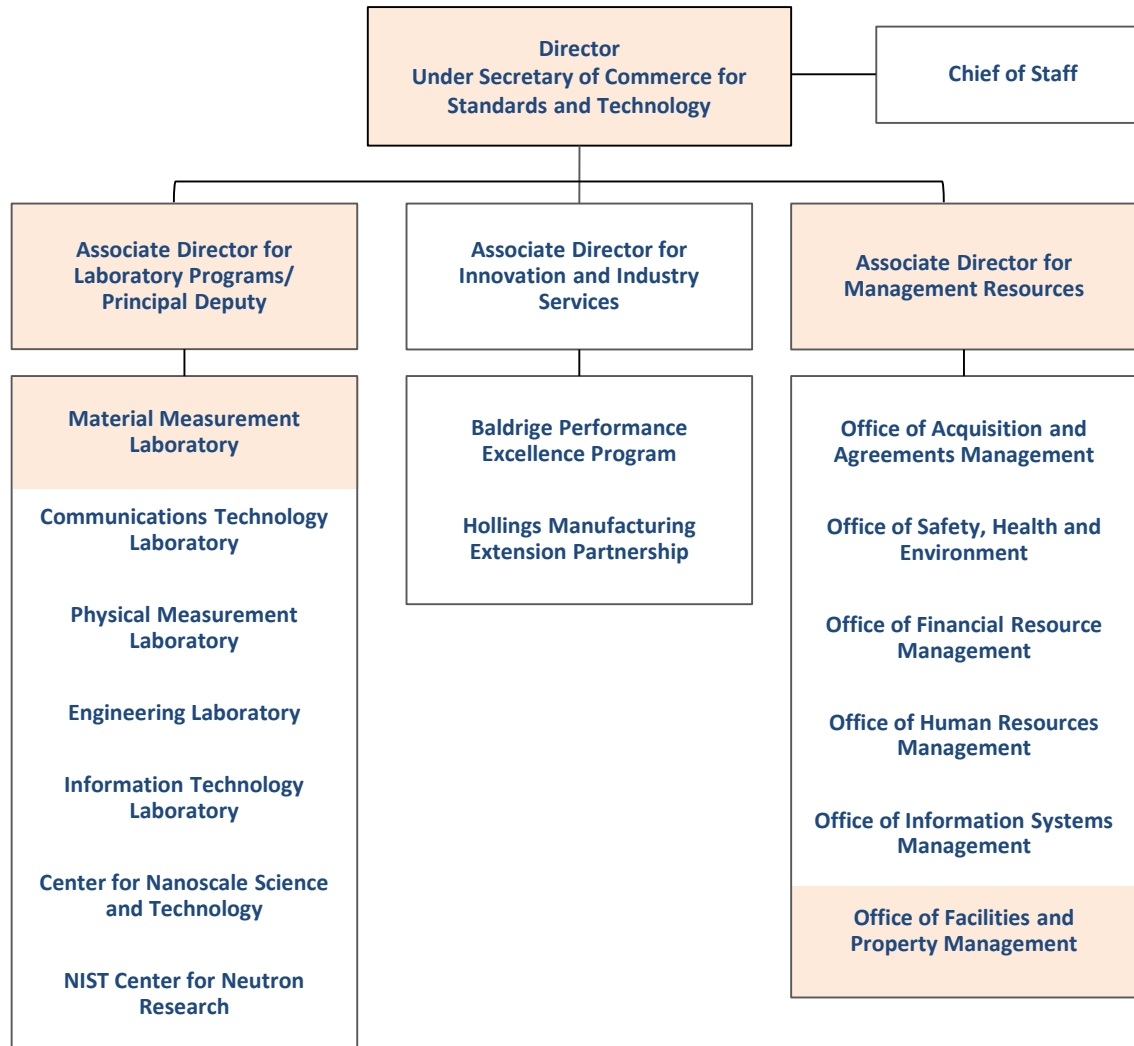 Director
Under Secretary of Commerce for
Standards and Technology
Chief of Staff
Associate Director for
Laboratory Programs/
Principal Deputy
Associate Director for
Innovation and Industry
Services
Associate Director for
Management Resources
Material Measurement
Laboratory
Communications Technology
Laboratory
Physical Measurement
Laboratory
Engineering Laboratory
Information Technology
Laboratory
Center for Nanoscale Science
and Technology
NIST Center for Neutron
Research
Baldrige Performance
Excellence Program
Hollings Manufacturing
Extension Partnership
Office of Acquisition and
Agreements Management
Office of Safety, Health and
Environment
Office of Financial Resource
Management
Office of Human Resources
Management
Office of Information Systems
Management
Office of Facilities and
Property Management